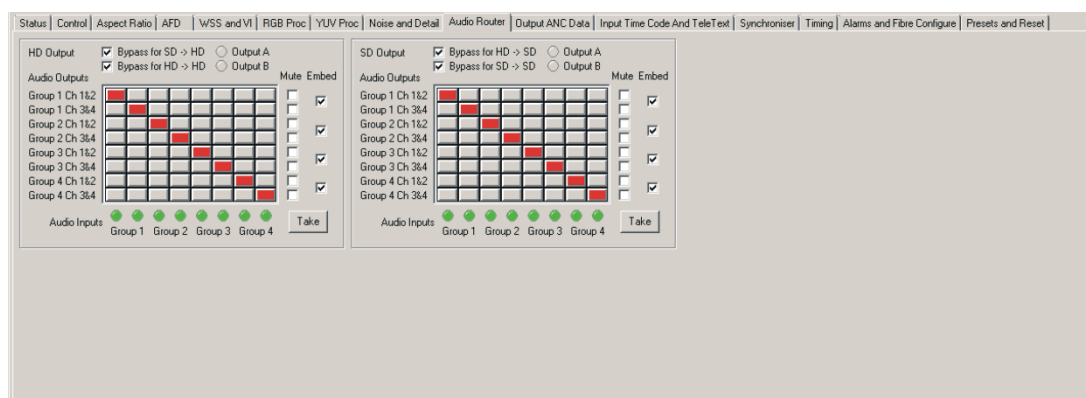 Status Control Aspect Ratio AFD WSS and VI RGB Proc YUV Proc Noise and Detail Audio Router Output ANC Data Input Time Code And TeleText Synchroniser Timing Alarms and Fibre Configure Presets and Reset
HD Output Bypass for SD -> HD Output A
Bypass for HD -> HD Output B
Audio Outputs Mute Embed
Group 1 Ch 1&2
Group 1 Ch 3&4
Group 2 Ch 1&2
Group 2 Ch 3&4
Group 3 Ch 1&2
Group 3 Ch 3&4
Group 4 Ch 1&2
Group 4 Ch 3&4
Audio Inputs Take
Group 1 Group 2 Group 3 Group 4
SD Output Bypass for HD -> SD Output A
Bypass for SD -> SD Output B
Audio Outputs Mute Embed
Group 1 Ch 1&2
Group 1 Ch 3&4
Group 2 Ch 1&2
Group 2 Ch 3&4
Group 3 Ch 1&2
Group 3 Ch 3&4
Group 4 Ch 1&2
Group 4 Ch 3&4
Audio Inputs Take
Group 1 Group 2 Group 3 Group 4